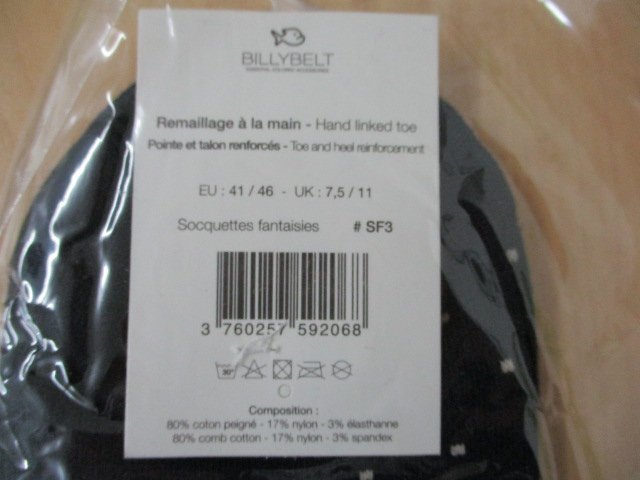 BILLYBELT
Remaillage à la main - Hand linked toe
Pointe et talon renforcés - Toe and heel reinforcement
EU : 41 / 46 - UK : 7,5 / 11
Socquettes fantaisies # SF3
3 760257 592068
30°
Composition :
80% coton peigné - 17% nylon - 3% élasthanne
80% comb cotton - 17% nylon - 3% spandex